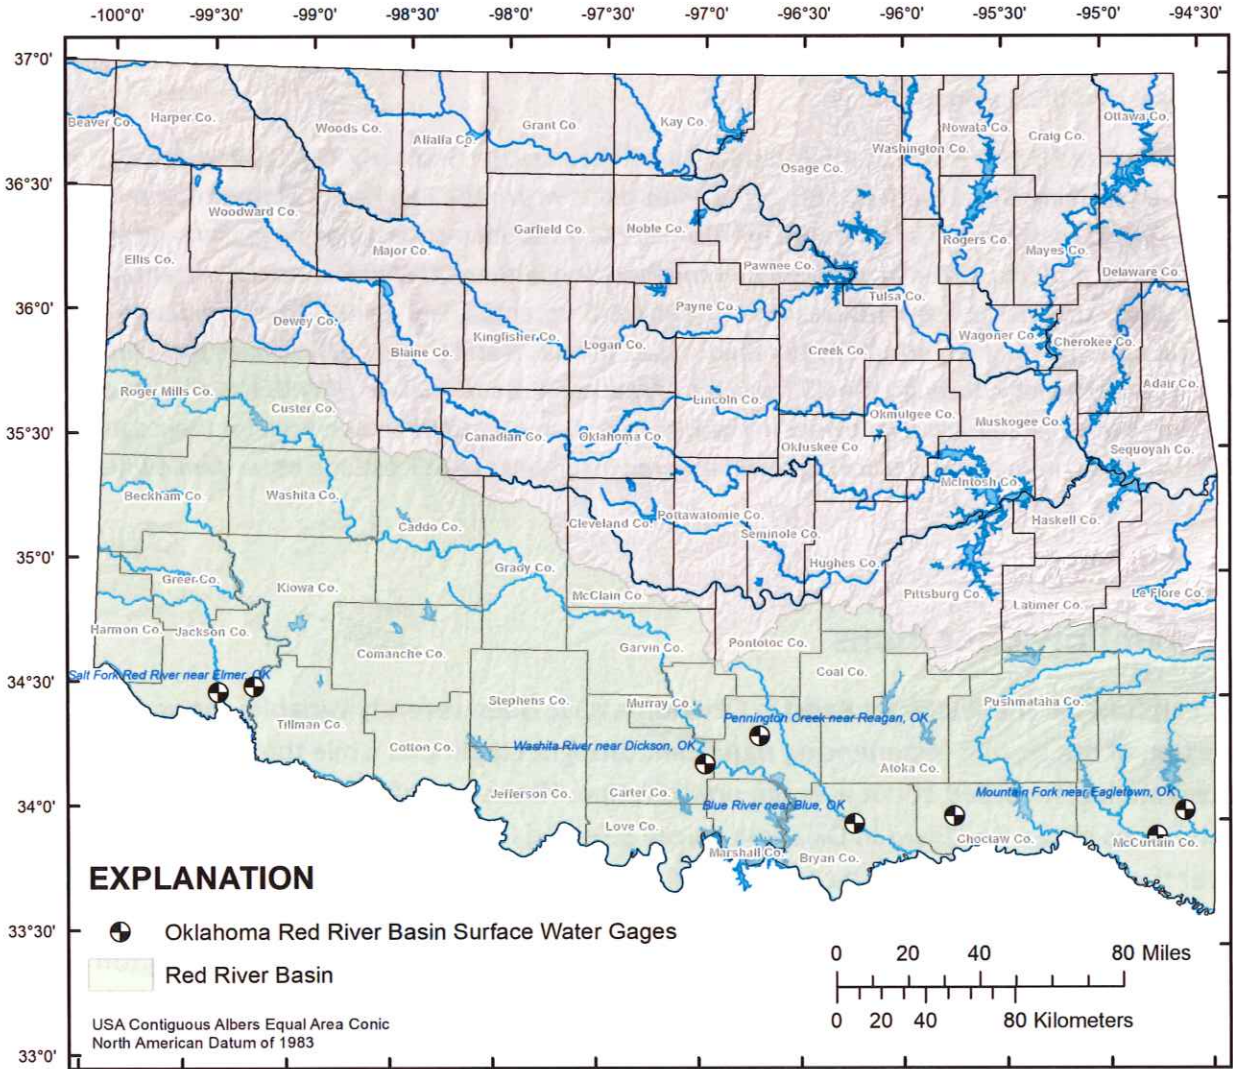 -100°0' -99°30' -99°0' -98°30' -98°0' -97°30' -97°0' -96°30' -96°0' -95°30' -95°0' -94°30'
37°0'
36°30'
36°0'
35°30'
35°0'
34°30'
34°0'
33°30'
33°0'
Beaver Co.
Harper Co.
Woods Co.
Alfalfa Co.
Grant Co.
Kay Co.
Osage Co.
Washington Co.
Nowata Co.
Craig Co.
Ottawa Co.
Woodward Co.
Ellis Co.
Major Co.
Garfield Co.
Noble Co.
Pawnee Co.
Rogers Co.
Mayes Co.
Delaware Co.
Dewey Co.
Blaine Co.
Kingfisher Co.
Logan Co.
Payne Co.
Tulsa Co.
Creek Co.
Wagoner Co.
Cherokee Co.
Adair Co.
Roger Mills Co.
Custer Co.
Canadian Co.
Oklahoma Co.
Lincoln Co.
Okfuskee Co.
Okmulgee Co.
Muskogee Co.
Sequoyah Co.
Beckham Co.
Washita Co.
Caddo Co.
Cleveland Co.
Pottawatomie Co.
Seminole Co.
McIntosh Co.
Haskell Co.
Greer Co.
Kiowa Co.
Grady Co.
McClain Co.
Hughes Co.
Pittsburg Co.
Latimer Co.
Le Flore Co.
Harmon Co.
Jackson Co.
Comanche Co.
Garvin Co.
Pontotoc Co.
Coal Co.
Salt Fork Red River near Elmer, OK
Tillman Co.
Stephens Co.
Murray Co.
Pushmataha Co.
Pennington Creek near Reagan, OK
Cotton Co.
Washita River near Dickson, OK
Atoka Co.
Jefferson Co.
Carter Co.
Blue River near Blue, OK
Mountain Fork near Eagletown, OK
Love Co.
Marshall Co.
Bryan Co.
Choctaw Co.
McCurtain Co.
EXPLANATION
Oklahoma Red River Basin Surface Water Gages
Red River Basin
USA Contiguous Albers Equal Area Conic
North American Datum of 1983
0 20 40 80 Miles
0 20 40 80 Kilometers